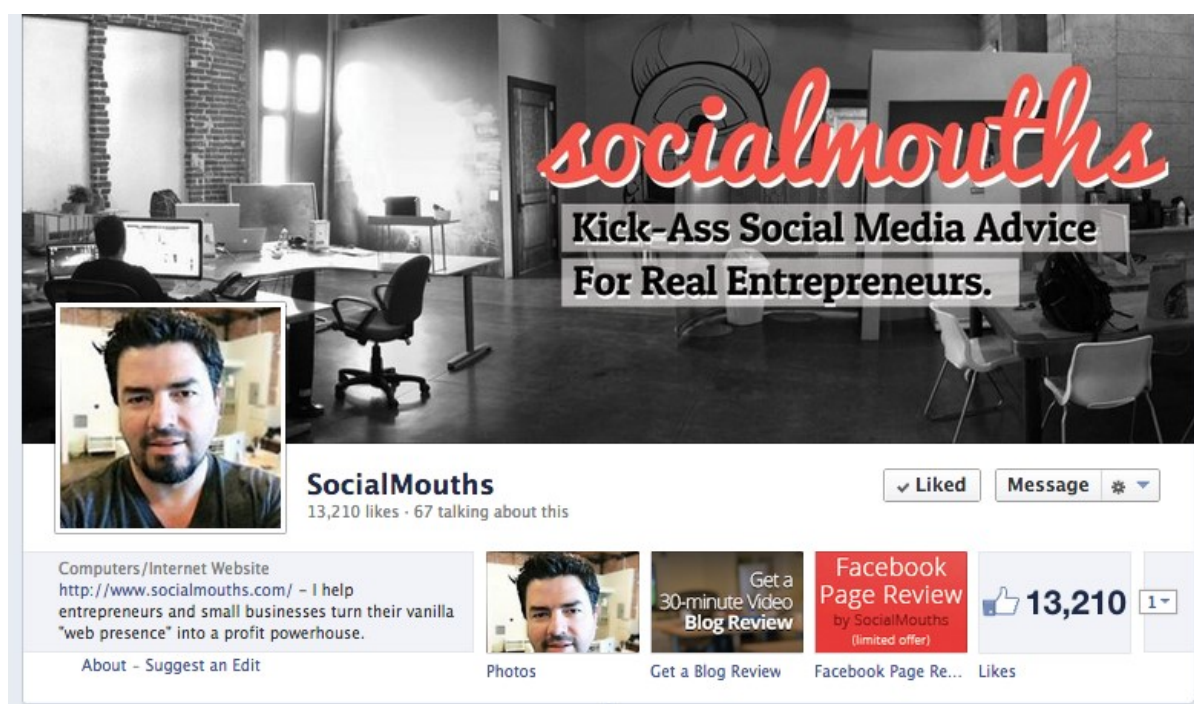 socialmouths
Kick-Ass Social Media Advice
For Real Entrepreneurs.
SocialMouths
13,210 likes · 67 talking about this
✓ Liked
Message
Computers/Internet Website
http://www.socialmouths.com/ – I help
entrepreneurs and small businesses turn their vanilla
"web presence" into a profit powerhouse.
About – Suggest an Edit
Photos
Get a
30-minute Video
Blog Review
Get a Blog Review
Facebook
Page Review
by SocialMouths
(limited offer)
Facebook Page Re...
13,210
Likes
1